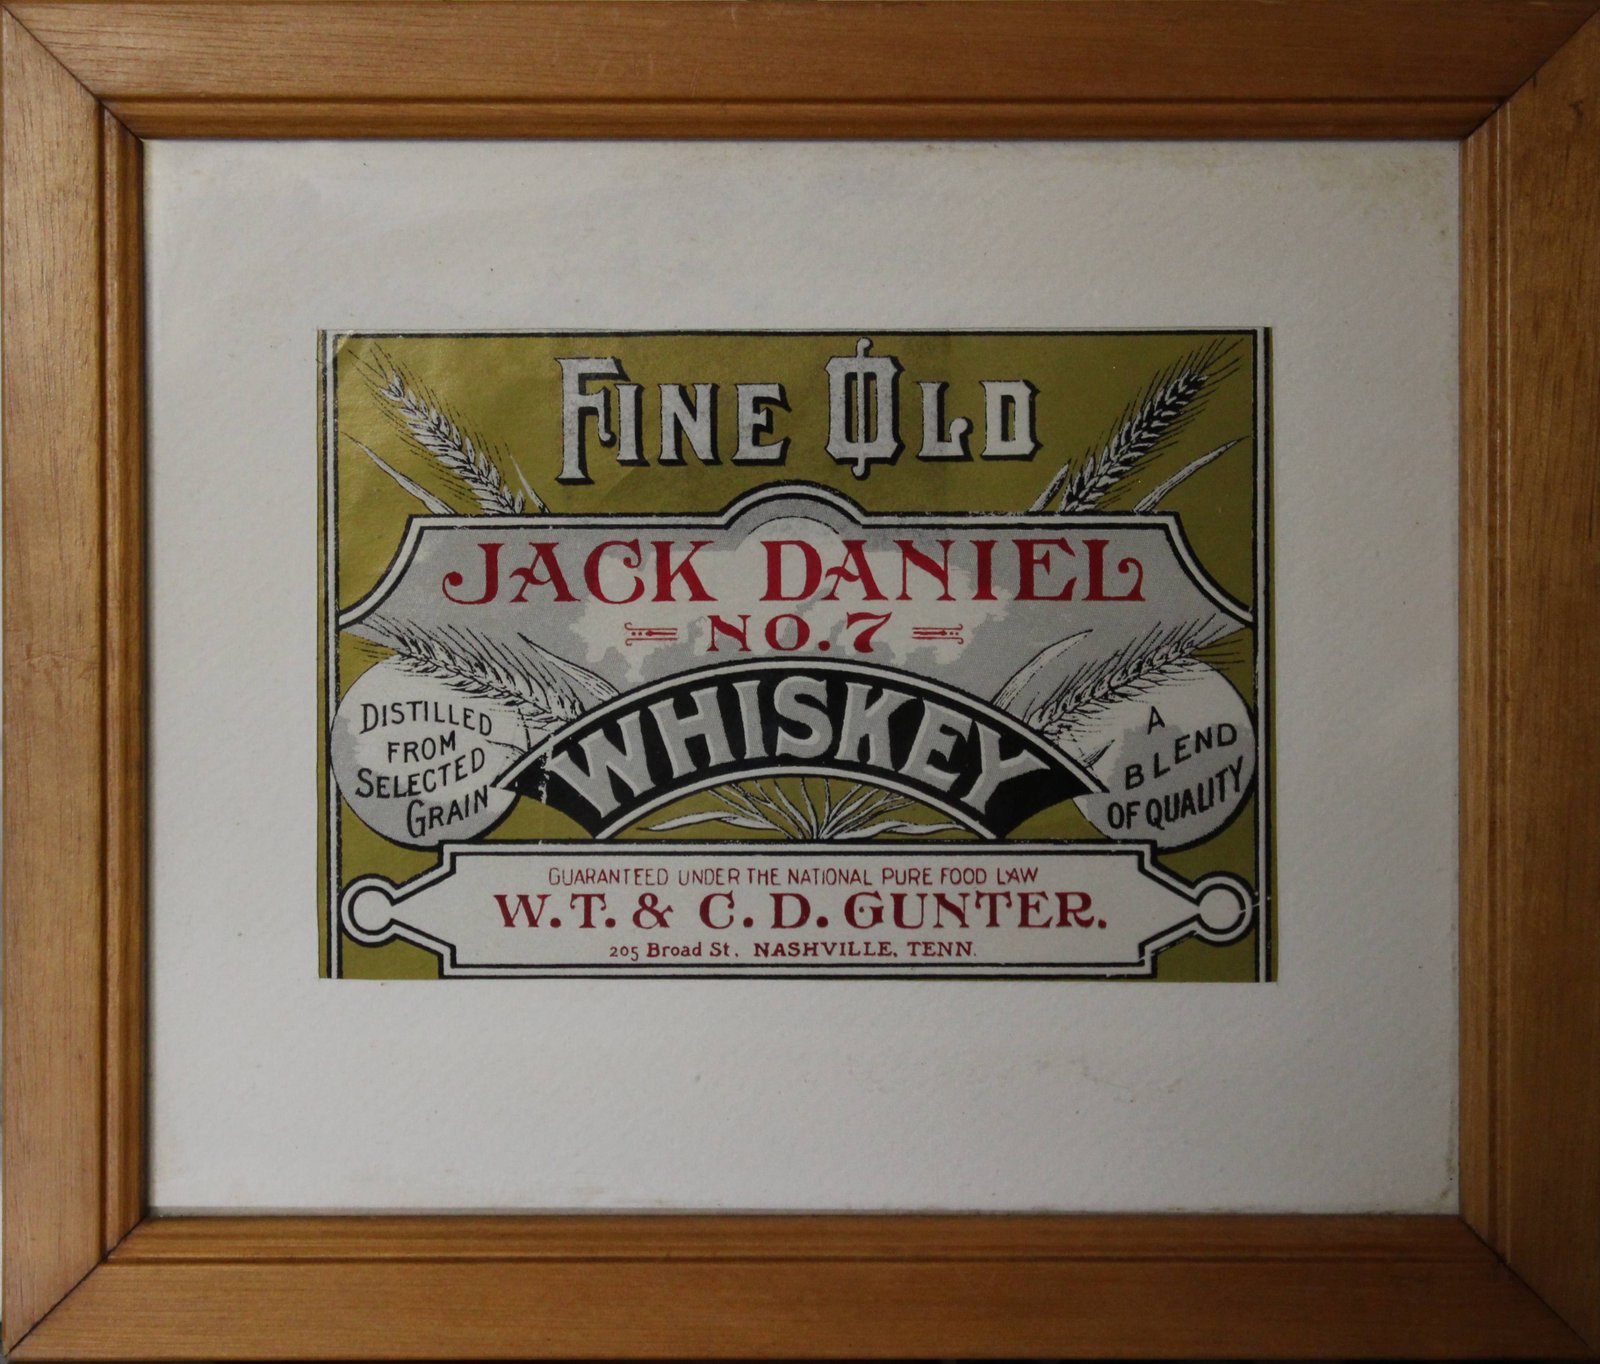 FINE OLD
JACK DANIEL
NO.7
WHISKEY
DISTILLED
FROM
SELECTED
GRAIN
A
BLEND
OF QUALITY
GUARANTEED UNDER THE NATIONAL PURE FOOD LAW
W.T. & C.D. GUNTER.
205 Broad St. NASHVILLE, TENN.